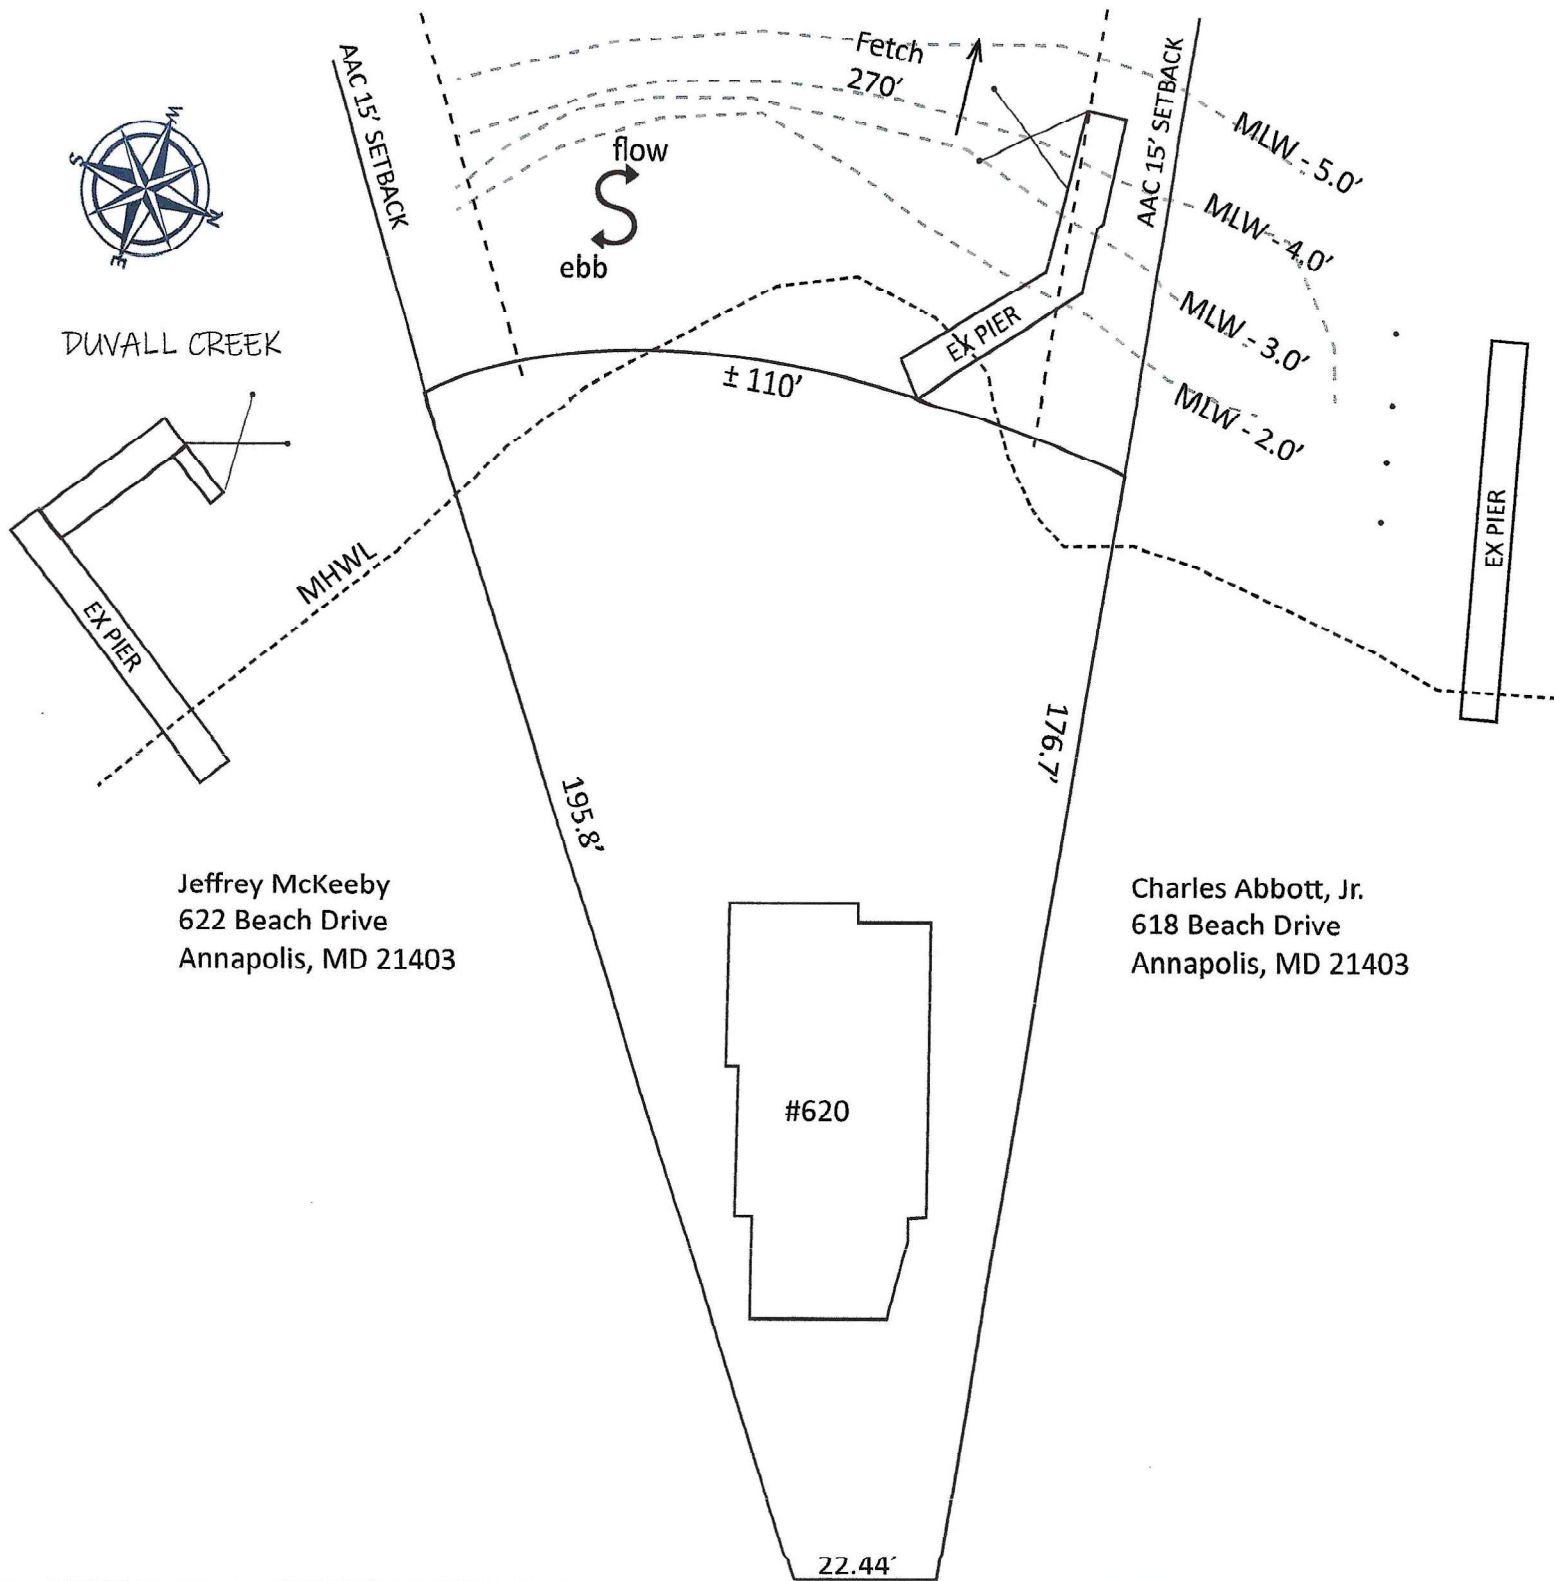 AAC 15' SETBACK
Fetch
270'
AAC 15' SETBACK
W
S
N
E
flow
ebb
MLW - 5.0'
MLW - 4.0'
MLW - 3.0'
MLW - 2.0'
DUVALL CREEK
EX PIER
± 110'
EX PIER
MHWL
EX PIER
176.7'
195.8'
Jeffrey McKeeby
622 Beach Drive
Annapolis, MD 21403
Charles Abbott, Jr.
618 Beach Drive
Annapolis, MD 21403
#620
22.44'